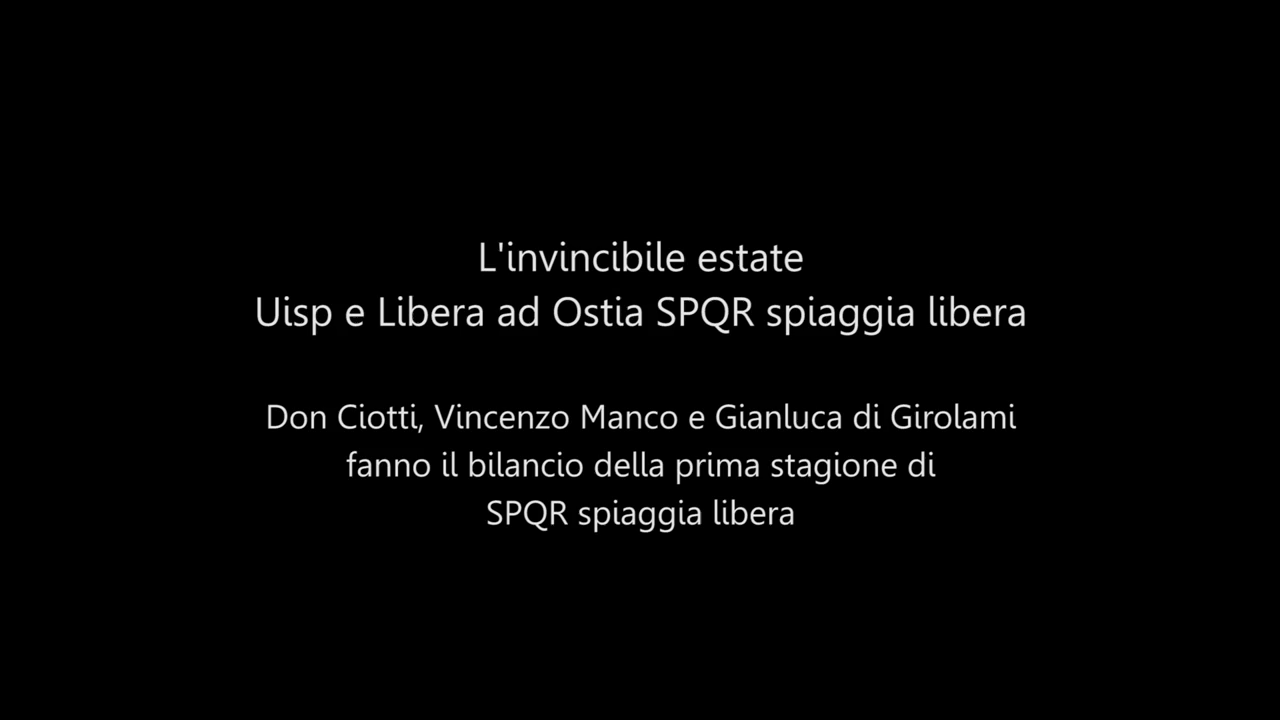 L'invincibile estate
Uisp e Libera ad Ostia SPQR spiaggia libera
Don Ciotti, Vincenzo Manco e Gianluca di Girolami
fanno il bilancio della prima stagione di
SPQR spiaggia libera